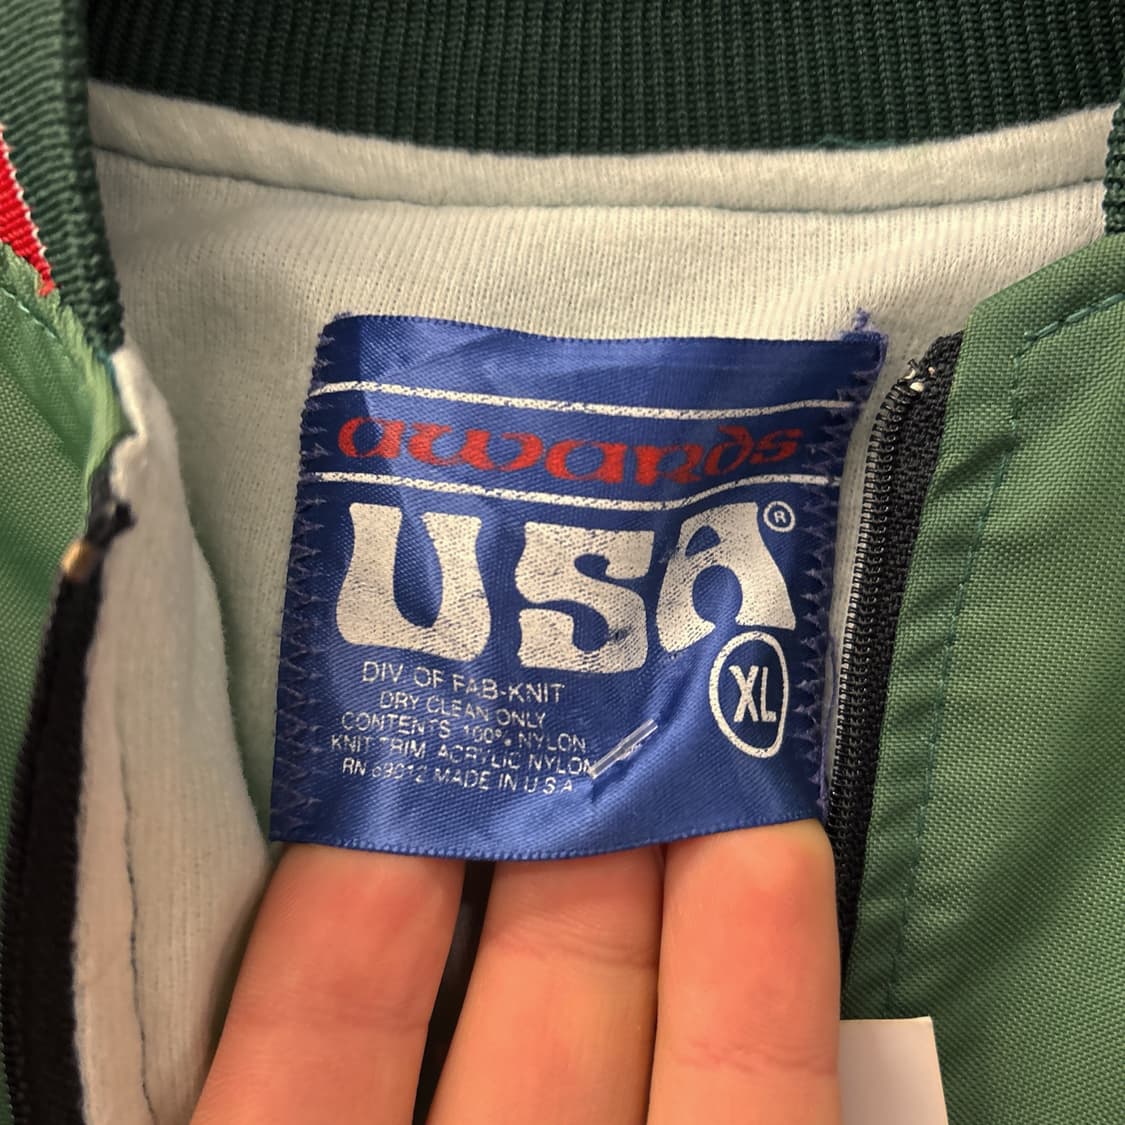 awards
USA®
XL
DIV OF FAB-KNIT
DRY CLEAN ONLY
CONTENTS 100% NYLON
KNIT TRIM ACRYLIC NYLON
RN 69012 MADE IN U.S.A.